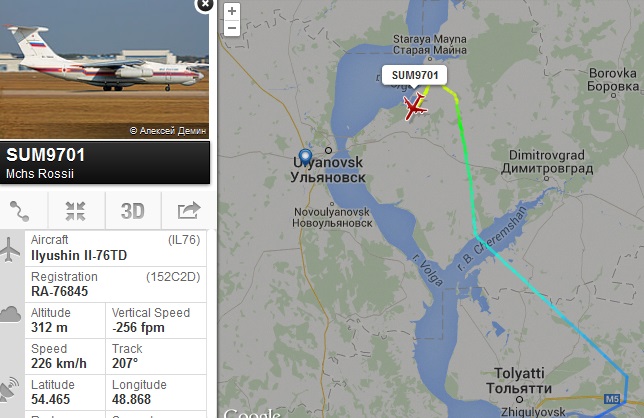 © Алексей Демин
SUM9701
Mchs Rossii
3D
Aircraft (IL76)
Ilyushin Il-76TD
Registration (152C2D)
RA-76845
Altitude
312 m
Vertical Speed
-256 fpm
Speed
226 km/h
Track
207°
Latitude
54.465
Longitude
48.868
+
−
Staraya Mayna
Старая Майна
SUM9701
Borovka
Боровка
Ulyanovsk
Ульяновск
Dimitrovgrad
Димитровград
Novoulyanovsk
Новоульяновск
r. B. Cheremshan
r. Volga
Tolyatti
Тольятти
M5
Zhigulyovsk
Google